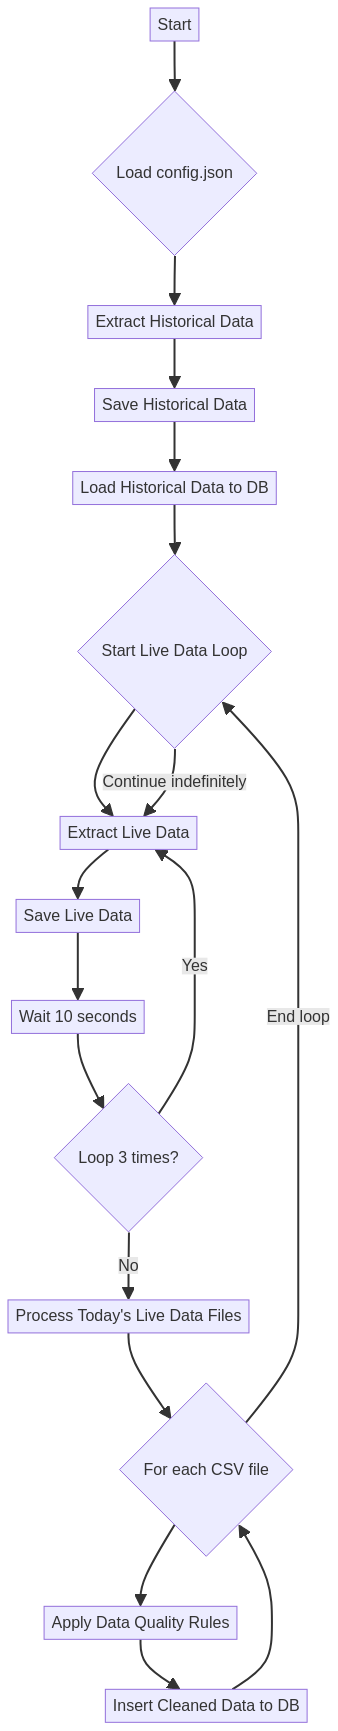 Start
Load config.json
Extract Historical Data
Save Historical Data
Load Historical Data to DB
Start Live Data Loop
Continue indefinitely
Extract Live Data
Save Live Data
Yes
Wait 10 seconds
End loop
Loop 3 times?
No
Process Today's Live Data Files
For each CSV file
Apply Data Quality Rules
Insert Cleaned Data to DB